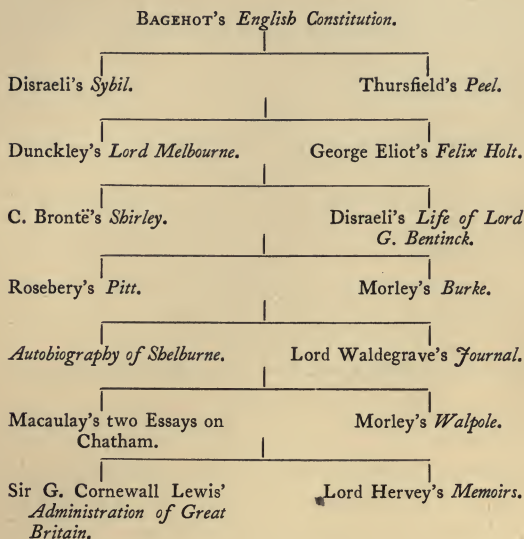 BAGEHOT'S English Constitution.
Disraeli's Sybil.
Thursfield's Peel.
Dunckley's Lord Melbourne.
George Eliot's Felix Holt.
C. Brontë's Shirley.
Disraeli's Life of Lord
G. Bentinck.
Rosebery's Pitt.
Morley's Burke.
Autobiography of Shelburne.
Lord Waldegrave's Journal.
Macaulay's two Essays on
Chatham.
Morley's Walpole.
Sir G. Cornewall Lewis'
Administration of Great
Britain.
Lord Hervey's Memoirs.